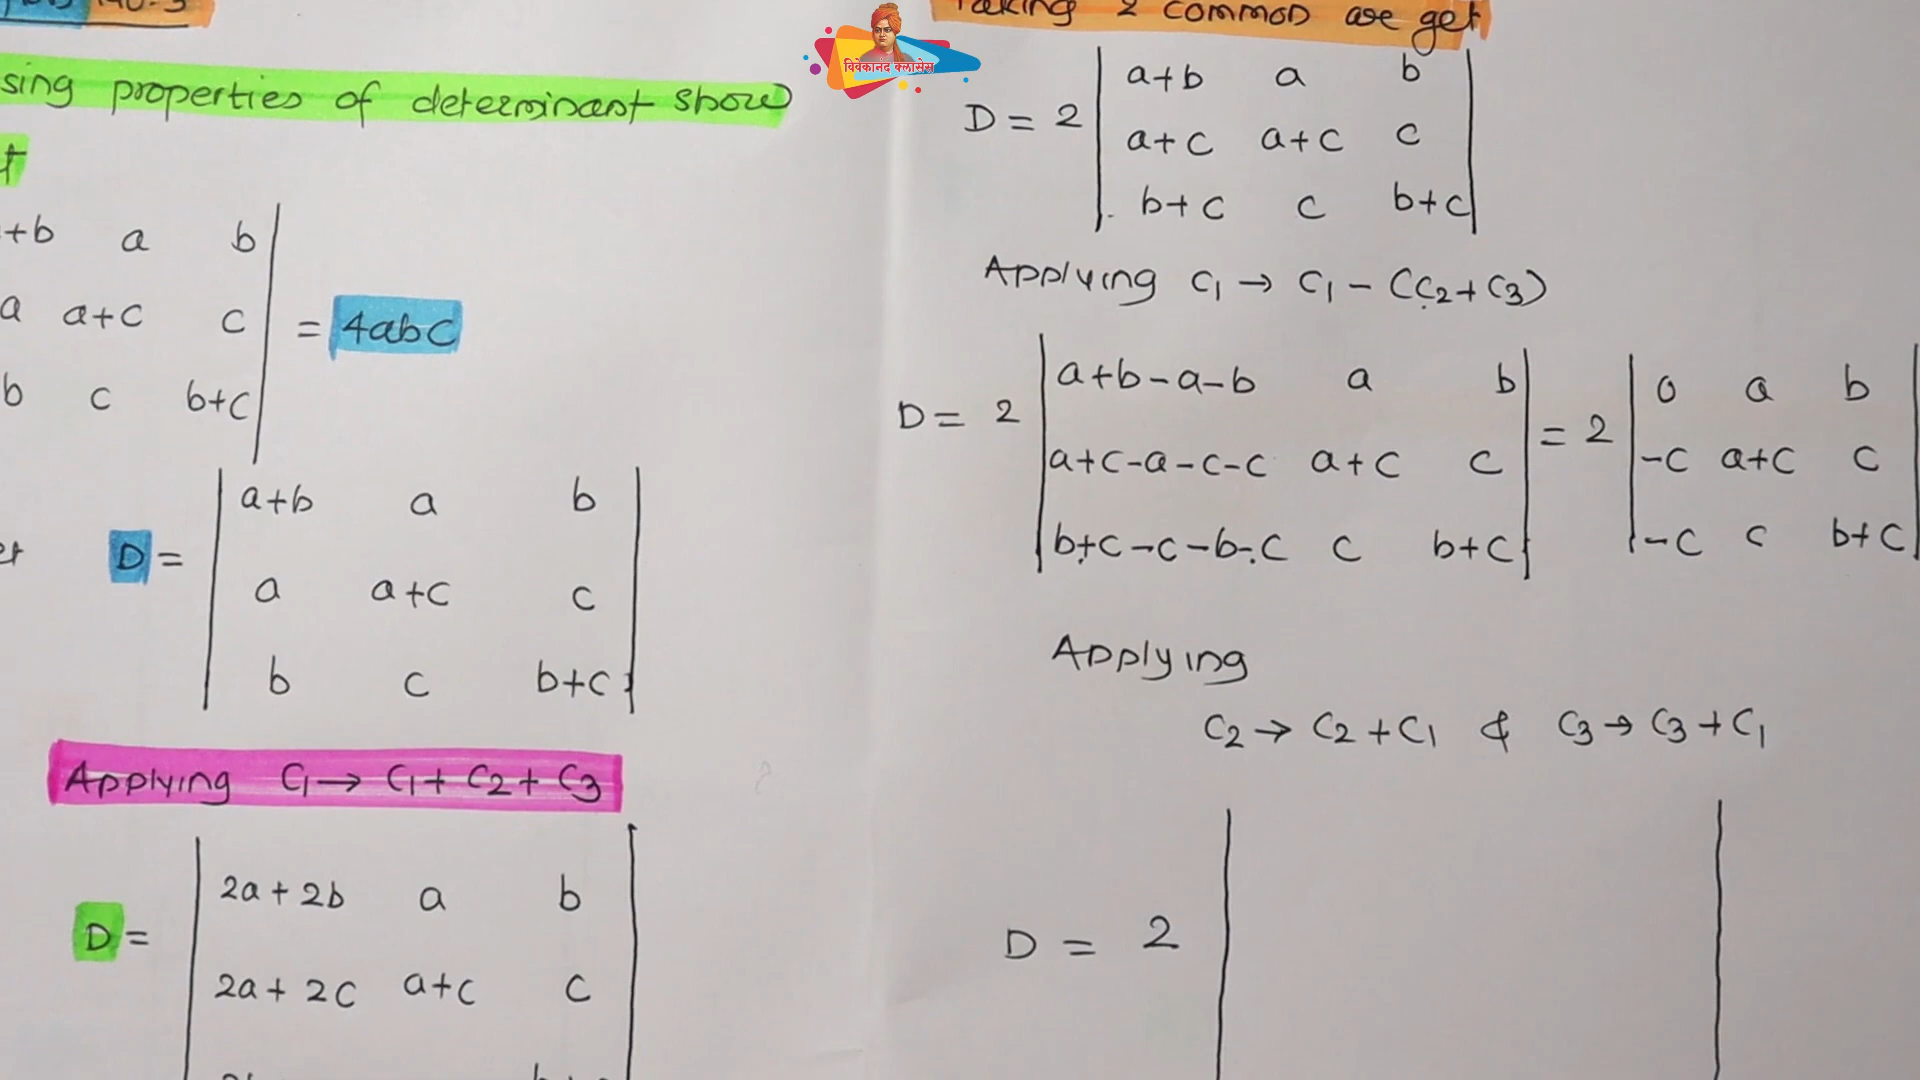 sing properties of determinant show
t
+b a b
a a+c c = 4abc
b c b+c
D =
a+b a b
a a+c c
b c b+c
Applying C1 → C1 + C2 + C3
D =
2a + 2b a b
2a + 2c a+c c
विवेकानंद क्लासेस
Taking 2 common are get
D = 2
a+b a b
a+c a+c c
b+c c b+c
Applying C1 → C1 - (C2 + C3)
D = 2
a+b-a-b a b
a+c-a-c-c a+c c
b+c-c-b-c c b+c
= 2
0 a b
-c a+c c
-c c b+c
Applying
C2 → C2 + C1 & C3 → C3 + C1
D = 2